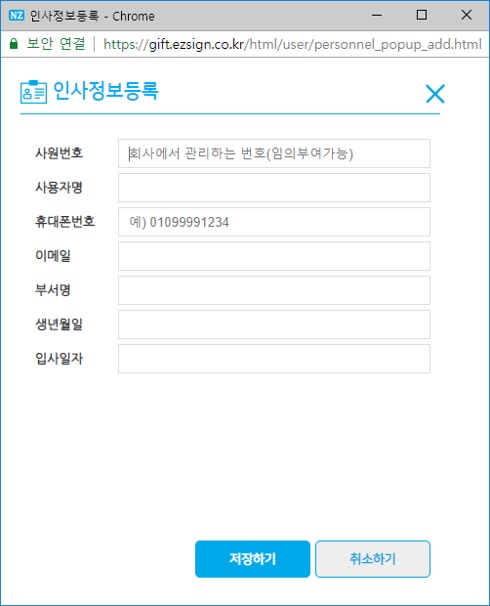 NZ 인사정보등록 - Chrome
보안 연결 | https://gift.ezsign.co.kr/html/user/personnel_popup_add.html
인사정보등록
사원번호 회사에서 관리하는 번호(임의부여가능)
사용자명
휴대폰번호 예) 01099991234
이메일
부서명
생년월일
입사일자
저장하기 취소하기